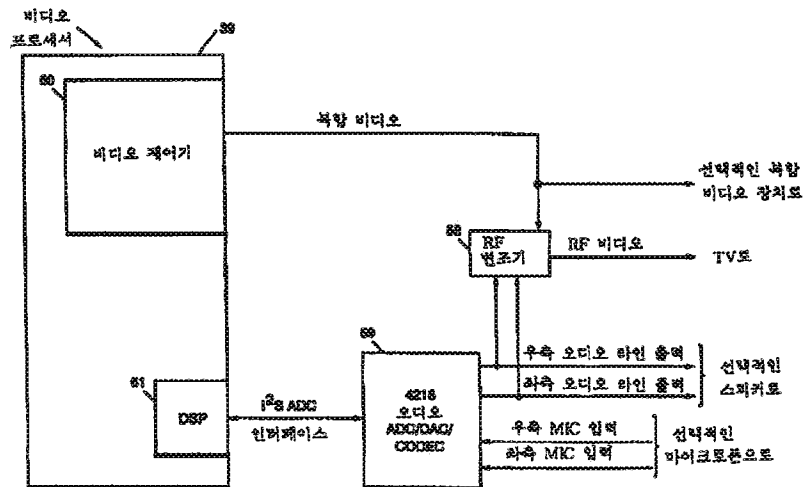 비디오
프로세서
39
60
비디오 제어기
복합 비디오
선택적인 복합
비디오 장치로
RF
변조기
RF 비디오
TV로
59
우측 오디오 라인 출력
좌측 오디오 라인 출력
선택적인
스피커로
61
DSP
I²S ADC
인터페이스
4216
오디오
ADC/DAC/
CODEC
우측 MIC 입력
좌측 MIC 입력
선택적인
마이크로폰으로